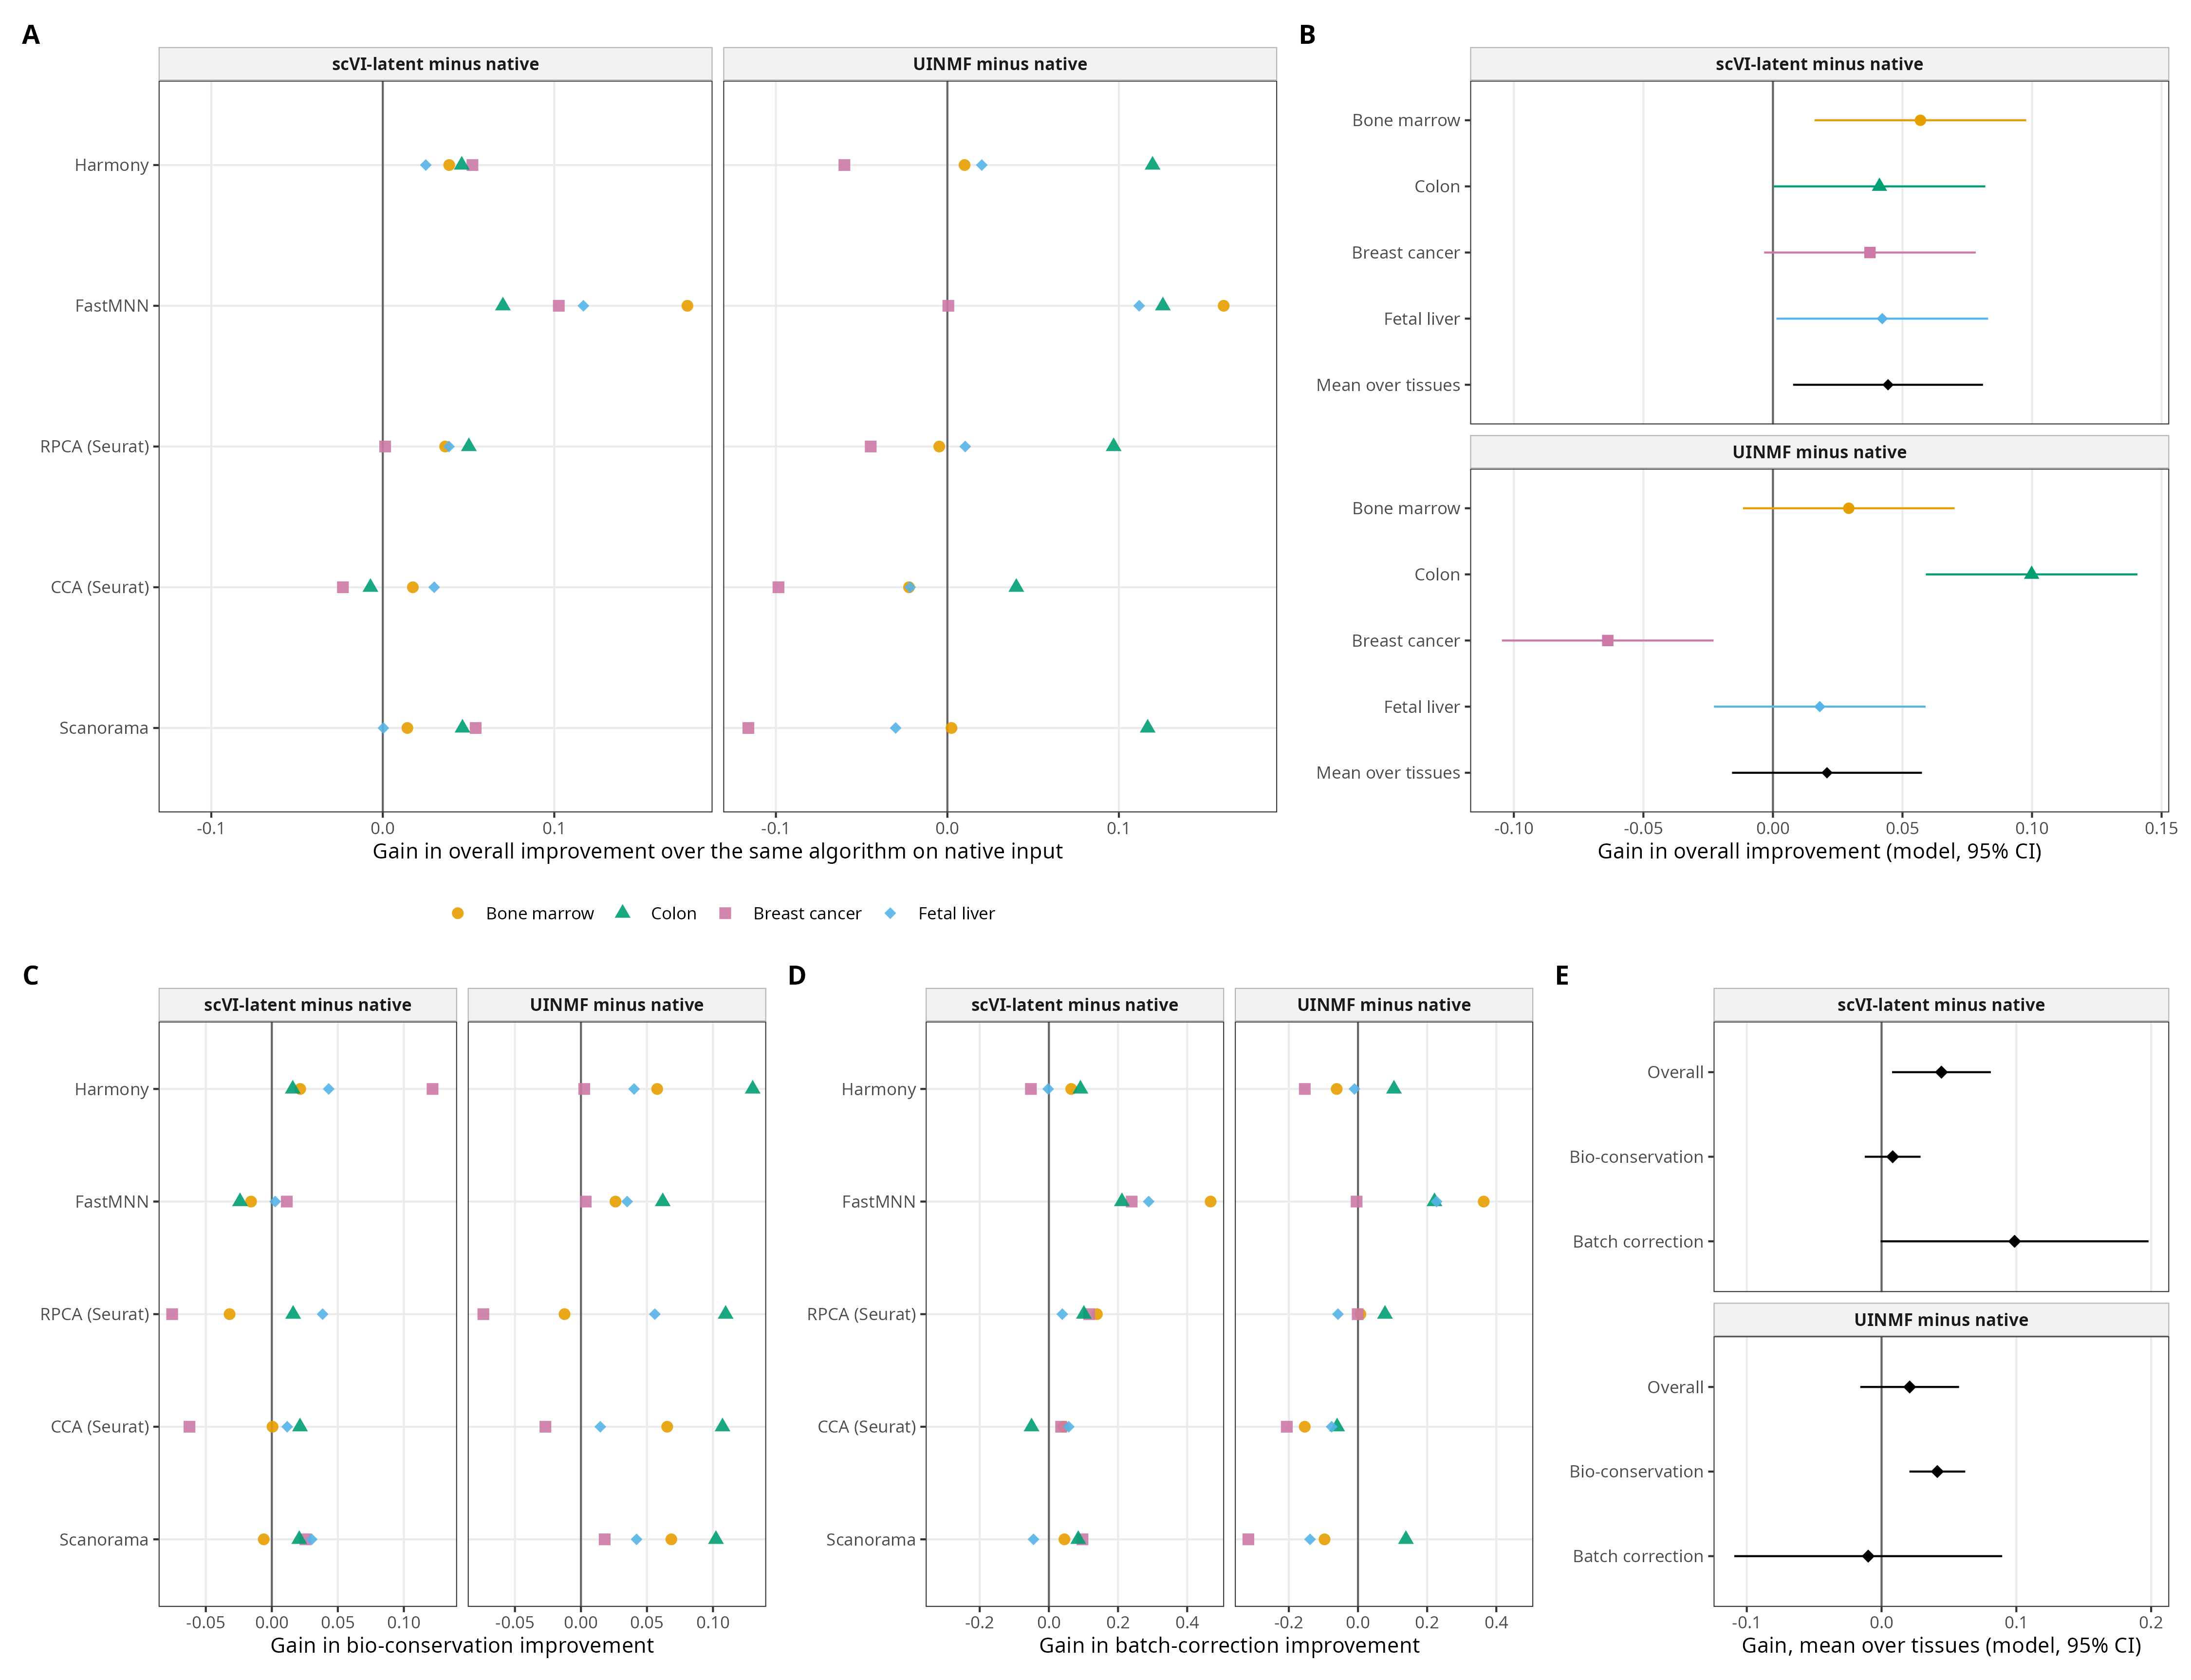 A
scVI-latent minus native
UINMF minus native
Harmony
FastMNN
RPCA (Seurat)
CCA (Seurat)
Scanorama
-0.1 0.0 0.1
-0.1 0.0 0.1
Gain in overall improvement over the same algorithm on native input
Bone marrow Colon Breast cancer Fetal liver
B
scVI-latent minus native
Bone marrow
Colon
Breast cancer
Fetal liver
Mean over tissues
UINMF minus native
Bone marrow
Colon
Breast cancer
Fetal liver
Mean over tissues
-0.10 -0.05 0.00 0.05 0.10 0.15
Gain in overall improvement (model, 95% CI)
C
scVI-latent minus native
UINMF minus native
Harmony
FastMNN
RPCA (Seurat)
CCA (Seurat)
Scanorama
-0.05 0.00 0.05 0.10
-0.05 0.00 0.05 0.10
Gain in bio-conservation improvement
D
scVI-latent minus native
UINMF minus native
Harmony
FastMNN
RPCA (Seurat)
CCA (Seurat)
Scanorama
-0.2 0.0 0.2 0.4
-0.2 0.0 0.2 0.4
Gain in batch-correction improvement
E
scVI-latent minus native
Overall
Bio-conservation
Batch correction
UINMF minus native
Overall
Bio-conservation
Batch correction
-0.1 0.0 0.1 0.2
Gain, mean over tissues (model, 95% CI)